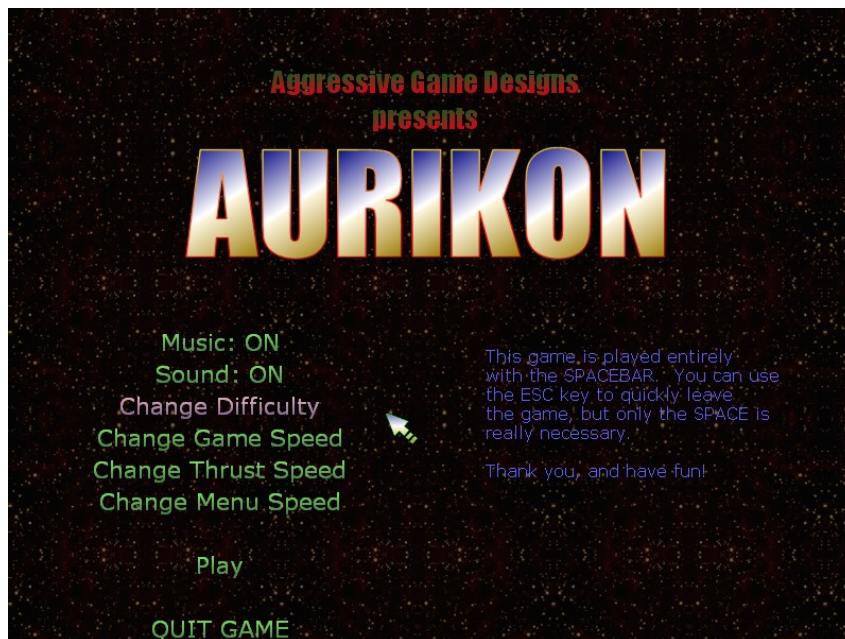 Aggressive Game Designs
presents
AURIKON
Music: ON
Sound: ON
Change Difficulty
Change Game Speed
Change Thrust Speed
Change Menu Speed
Play
QUIT GAME
This game is played entirely
with the SPACEBAR.  You can use
the ESC key to quickly leave
the game, but only the SPACE is
really necessary.
Thank you, and have fun!